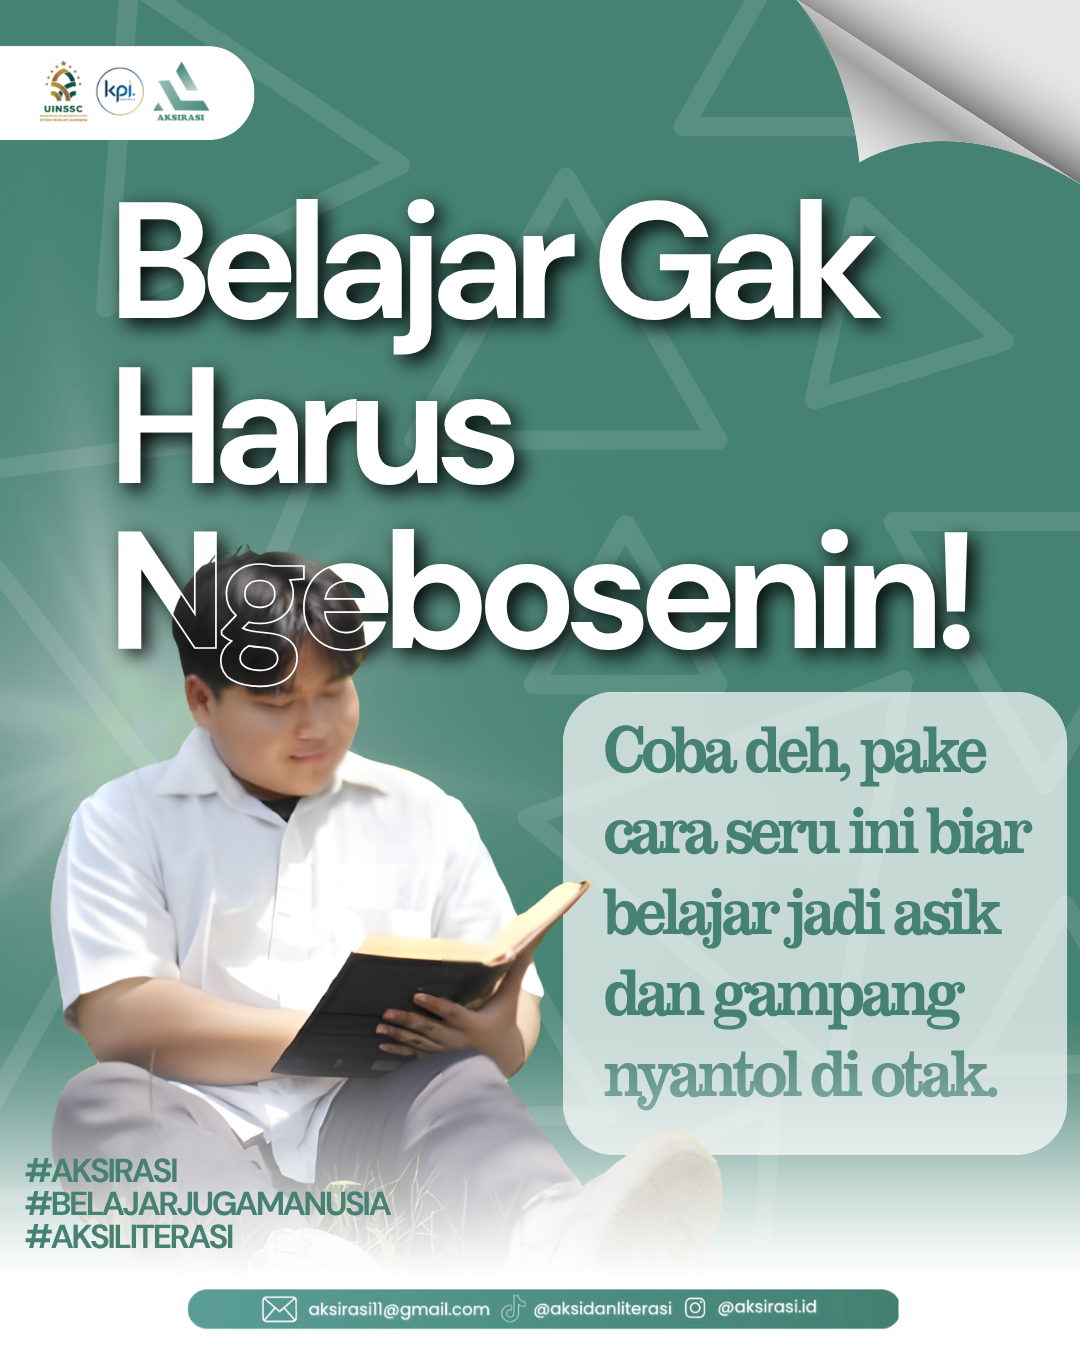 UINSSC
kpi.
AKSIRASI
Belajar Gak
Harus
Ngebosenin!
Coba deh, pake
cara seru ini biar
belajar jadi asik
dan gampang
nyantol di otak.
#AKSIRASI
#BELAJARJUGAMANUSIA
#AKSILITERASI
aksirasi11@gmail.com @aksidanliterasi @aksirasi.id